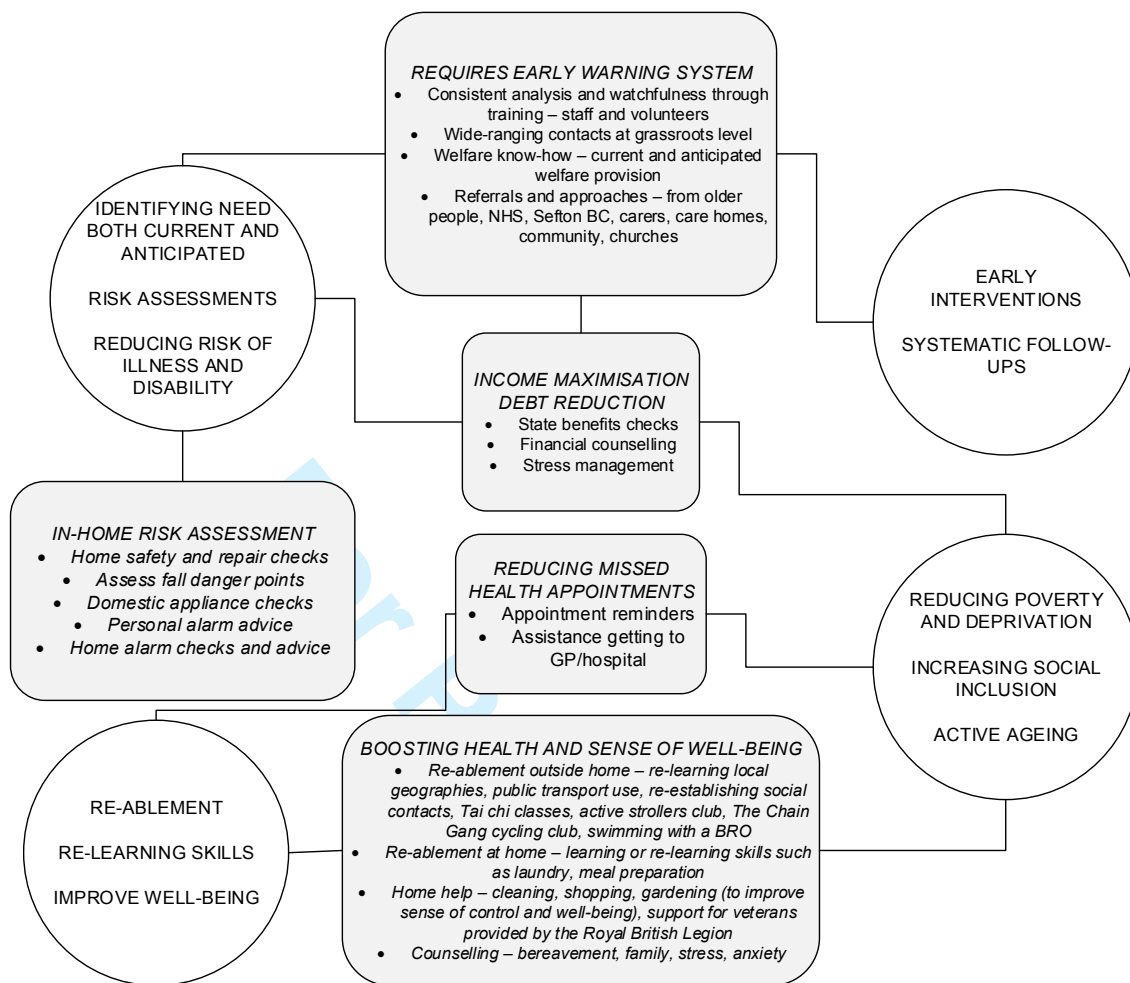 REQUIRES EARLY WARNING SYSTEM
• Consistent analysis and watchfulness through
training – staff and volunteers
• Wide-ranging contacts at grassroots level
• Welfare know-how – current and anticipated
welfare provision
• Referrals and approaches – from older
people, NHS, Sefton BC, carers, care homes,
community, churches
IDENTIFYING NEED
BOTH CURRENT AND
ANTICIPATED
RISK ASSESSMENTS
REDUCING RISK OF
ILLNESS AND
DISABILITY
EARLY
INTERVENTIONS
SYSTEMATIC FOLLOW-
UPS
INCOME MAXIMISATION
DEBT REDUCTION
• State benefits checks
• Financial counselling
• Stress management
IN-HOME RISK ASSESSMENT
• Home safety and repair checks
• Assess fall danger points
• Domestic appliance checks
• Personal alarm advice
• Home alarm checks and advice
REDUCING MISSED
HEALTH APPOINTMENTS
• Appointment reminders
• Assistance getting to
GP/hospital
REDUCING POVERTY
AND DEPRIVATION
INCREASING SOCIAL
INCLUSION
ACTIVE AGEING
RE-ABLEMENT
RE-LEARNING SKILLS
IMPROVE WELL-BEING
BOOSTING HEALTH AND SENSE OF WELL-BEING
• Re-ablement outside home – re-learning local
geographies, public transport use, re-establishing social
contacts, Tai chi classes, active strollers club, The Chain
Gang cycling club, swimming with a BRO
• Re-ablement at home – learning or re-learning skills such
as laundry, meal preparation
• Home help – cleaning, shopping, gardening (to improve
sense of control and well-being), support for veterans
provided by the Royal British Legion
• Counselling – bereavement, family, stress, anxiety